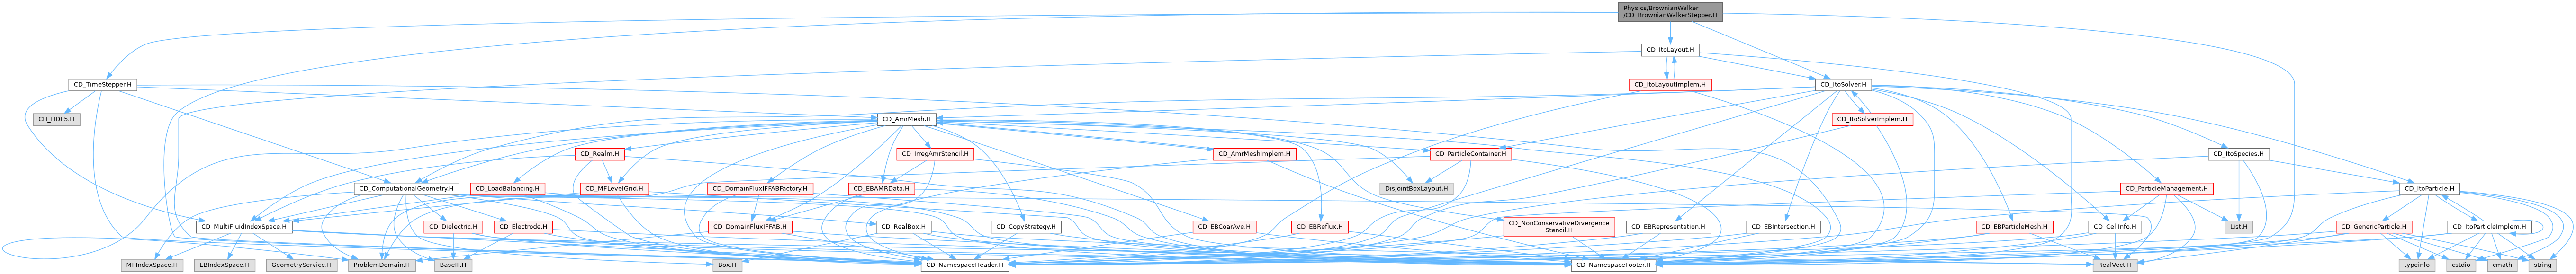 Physics/BrownianWalker
/CD_BrownianWalkerStepper.H
CD_ItoLayout.H
CD_TimeStepper.H
CD_ItoLayoutImplem.H
CD_ItoSolver.H
CH_HDF5.H
CD_AmrMesh.H
CD_ItoSolverImplem.H
CD_Realm.H
CD_IrregAmrStencil.H
CD_AmrMeshImplem.H
CD_ParticleContainer.H
CD_ItoSpecies.H
CD_ComputationalGeometry.H
CD_LoadBalancing.H
CD_MFLevelGrid.H
CD_DomainFluxIFFABFactory.H
CD_EBAMRData.H
DisjointBoxLayout.H
CD_ParticleManagement.H
CD_ItoParticle.H
CD_MultiFluidIndexSpace.H
CD_Dielectric.H
CD_Electrode.H
CD_DomainFluxIFFAB.H
CD_RealBox.H
CD_CopyStrategy.H
CD_EBCoarAve.H
CD_EBReflux.H
CD_NonConservativeDivergence
Stencil.H
CD_EBRepresentation.H
CD_EBIntersection.H
CD_EBParticleMesh.H
CD_CellInfo.H
List.H
CD_GenericParticle.H
CD_ItoParticleImplem.H
MFIndexSpace.H
EBIndexSpace.H
GeometryService.H
ProblemDomain.H
BaseIF.H
Box.H
CD_NamespaceHeader.H
CD_NamespaceFooter.H
RealVect.H
typeinfo
cstdio
cmath
string